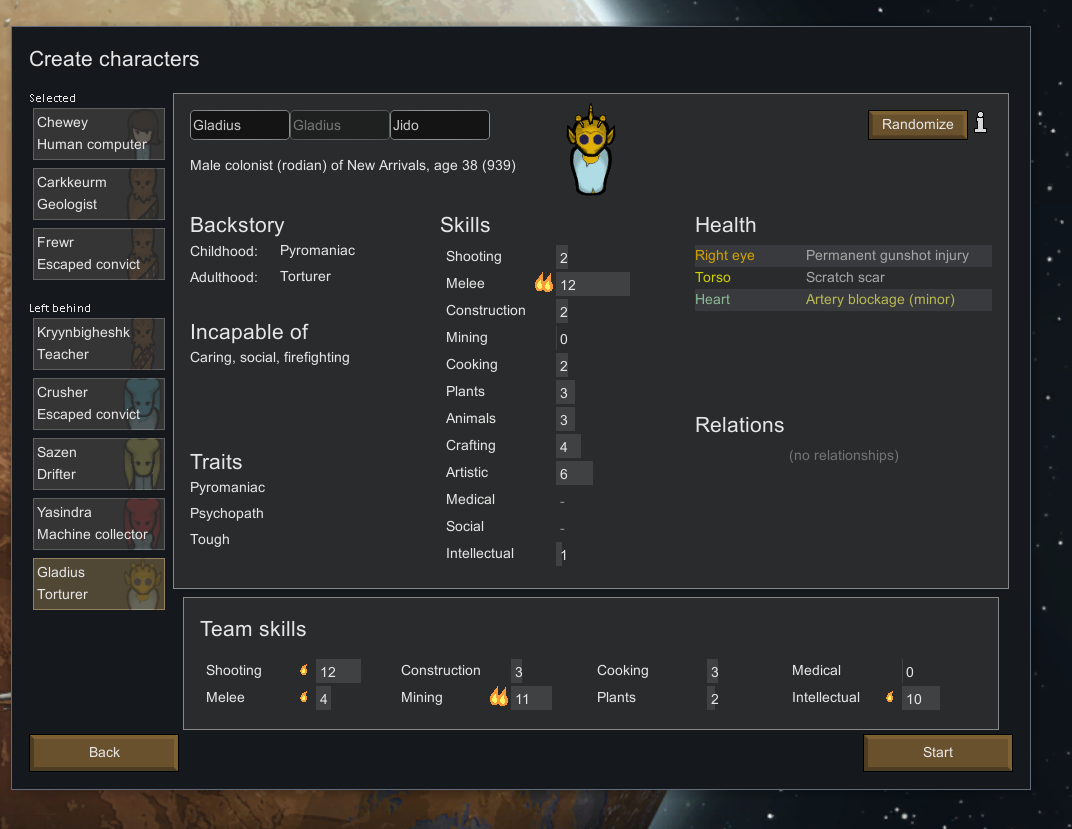 Create characters
Selected
Chewey
Human computer
Carkkeurm
Geologist
Frewr
Escaped convict
Left behind
Kryynbigheshk
Teacher
Crusher
Escaped convict
Sazen
Drifter
Yasindra
Machine collector
Gladius
Torturer
Gladius Gladius Jido
Randomize
Male colonist (rodian) of New Arrivals, age 38 (939)
Backstory
Childhood: Pyromaniac
Adulthood: Torturer
Incapable of
Caring, social, firefighting
Traits
Pyromaniac
Psychopath
Tough
Skills
Shooting 2
Melee 12
Construction 2
Mining 0
Cooking 2
Plants 3
Animals 3
Crafting 4
Artistic 6
Medical -
Social -
Intellectual 1
Health
Right eye Permanent gunshot injury
Torso Scratch scar
Heart Artery blockage (minor)
Relations
(no relationships)
Team skills
Shooting 12 Construction 3 Cooking 3 Medical 0
Melee 4 Mining 11 Plants 2 Intellectual 10
Back
Start